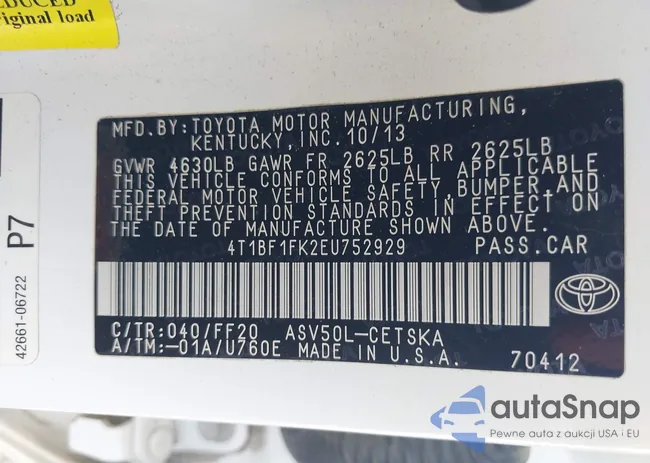 DUCED
riginal load
P7
42661-06722
MFD.BY:TOYOTA MOTOR MANUFACTURING,
KENTUCKY,INC.10/13
GVWR 4630LB GAWR FR 2625LB RR 2625LB
THIS VEHICLE CONFORMS TO ALL APPLICABLE
FEDERAL MOTOR VEHICLE SAFETY,BUMPER,AND
THEFT PREVENTION STANDARDS IN EFFECT ON
THE DATE OF MANUFACTURE SHOWN ABOVE.
4T1BF1FK2EU752929 PASS.CAR
C/TR:040/FF20 ASV50L-CETSKA
A/TM:-01A/U760E MADE IN U.S.A. 70412
autaSnap
Pewne auta z aukcji USA i EU